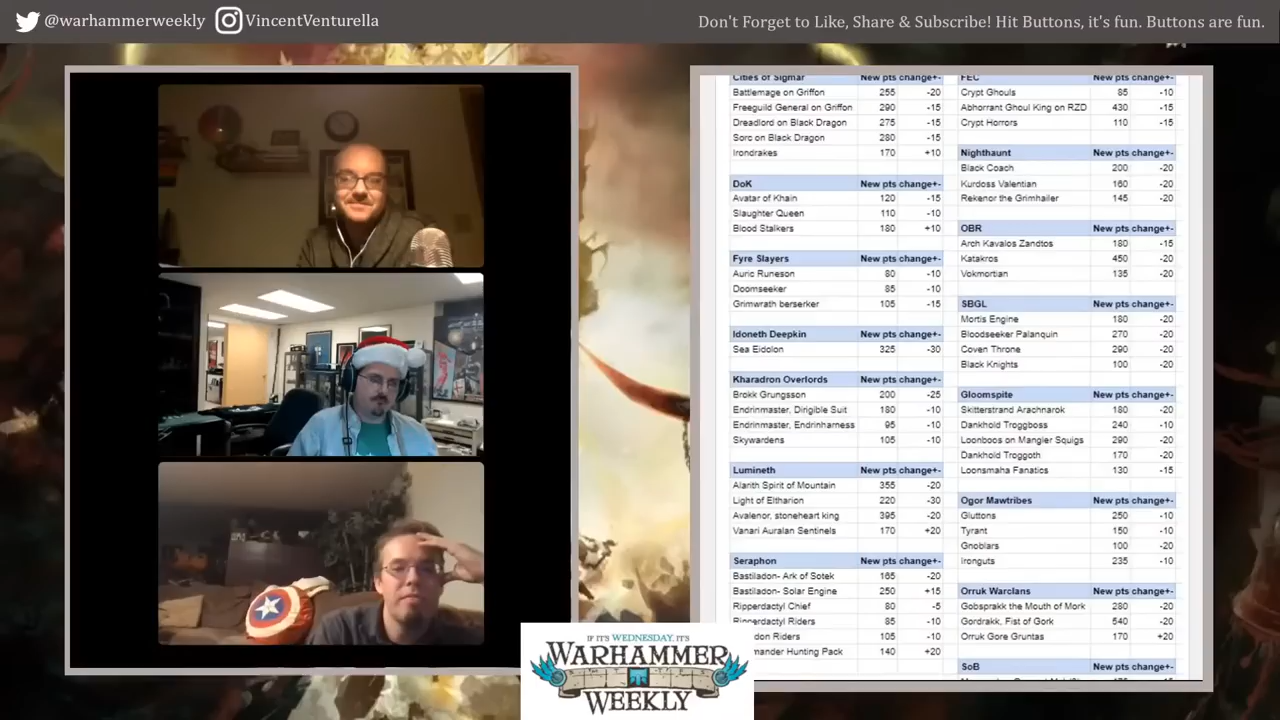 @warhammerweekly VincentVenturella
Don't Forget to Like, Share & Subscribe! Hit Buttons, it's fun. Buttons are fun.
Cities of Sigmar New pts change+-
Battlemage on Griffon 255 -20
Freeguild General on Griffon 290 -15
Dreadlord on Black Dragon 275 -15
Sorc on Black Dragon 280 -15
Irondrakes 170 +10
DoK New pts change+-
Avatar of Khain 120 -15
Slaughter Queen 110 -10
Blood Stalkers 180 +10
Fyre Slayers New pts change+-
Auric Runeson 80 -10
Doomseeker 85 -10
Grimwrath berserker 105 -15
Idoneth Deepkin New pts change+-
Sea Eidolon 325 -30
Kharadron Overlords New pts change+-
Brokk Grungsson 200 -25
Endrinmaster, Dirigible Suit 180 -10
Endrinmaster, Endrinharness 95 -10
Skywardens 105 -10
Lumineth New pts change+-
Alarith Spirit of Mountain 355 -20
Light of Eltharion 220 -30
Avalenor, stoneheart king 395 -20
Vanari Auralan Sentinels 170 +20
Seraphon New pts change+-
Bastiladon- Ark of Sotek 165 -20
Bastiladon- Solar Engine 250 +15
Ripperdactyl Chief 80 -5
Ripperdactyl Riders 85 -10
don Riders 105 -10
mander Hunting Pack 140 +20
FEC New pts change+-
Crypt Ghouls 85 -10
Abhorrant Ghoul King on RZD 430 -15
Crypt Horrors 110 -15
Nighthaunt New pts change+-
Black Coach 200 -20
Kurdoss Valentian 160 -20
Rekenor the Grimhailer 145 -20
OBR New pts change+-
Arch Kavalos Zandtos 180 -15
Katakros 450 -20
Vokmortian 135 -20
SBGL New pts change+-
Mortis Engine 180 -20
Bloodseeker Palanquin 270 -20
Coven Throne 290 -20
Black Knights 100 -20
Gloomspite New pts change+-
Skitterstrand Arachnarok 180 -20
Dankhold Troggboss 240 -10
Loonboos on Mangler Squigs 290 -20
Dankhold Troggoth 170 -20
Loonsmaha Fanatics 130 -15
Ogor Mawtribes New pts change+-
Gluttons 250 -10
Tyrant 150 -10
Gnoblars 100 -20
Ironguts 235 -10
Orruk Warclans New pts change+-
Gobsprakk the Mouth of Mork 280 -20
Gordrakk, Fist of Gork 540 -20
Orruk Gore Gruntas 170 +20
SoB New pts change+-
IF IT'S WEDNESDAY, IT'S
WARHAMMER
WEEKLY